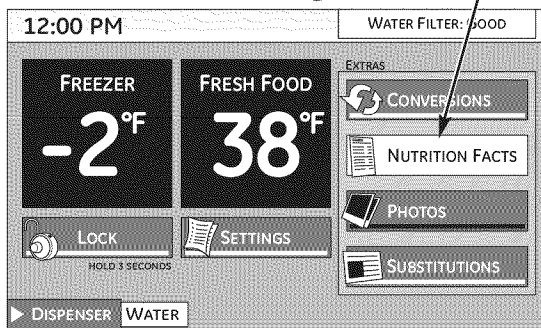 12:00 PM
WATER FILTER: GOOD
FREEZER
-2°F
FRESH FOOD
38°F
EXTRAS
CONVERSIONS
NUTRITION FACTS
PHOTOS
SUBSTITUTIONS
LOCK
HOLD 3 SECONDS
SETTINGS
DISPENSER WATER